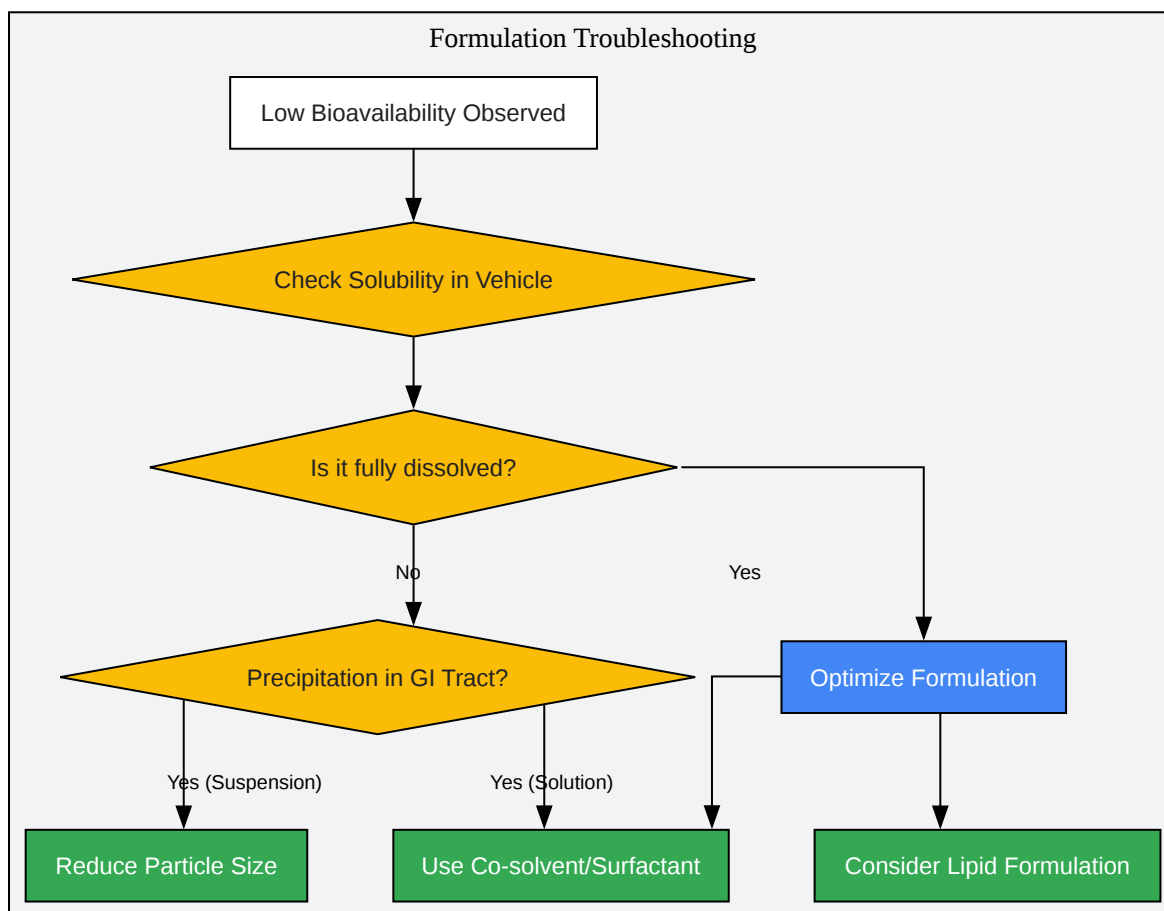 Formulation Troubleshooting
Low Bioavailability Observed
Check Solubility in Vehicle
Is it fully dissolved?
No
Yes
Precipitation in GI Tract?
Optimize Formulation
Yes (Suspension)
Yes (Solution)
Reduce Particle Size
Use Co-solvent/Surfactant
Consider Lipid Formulation